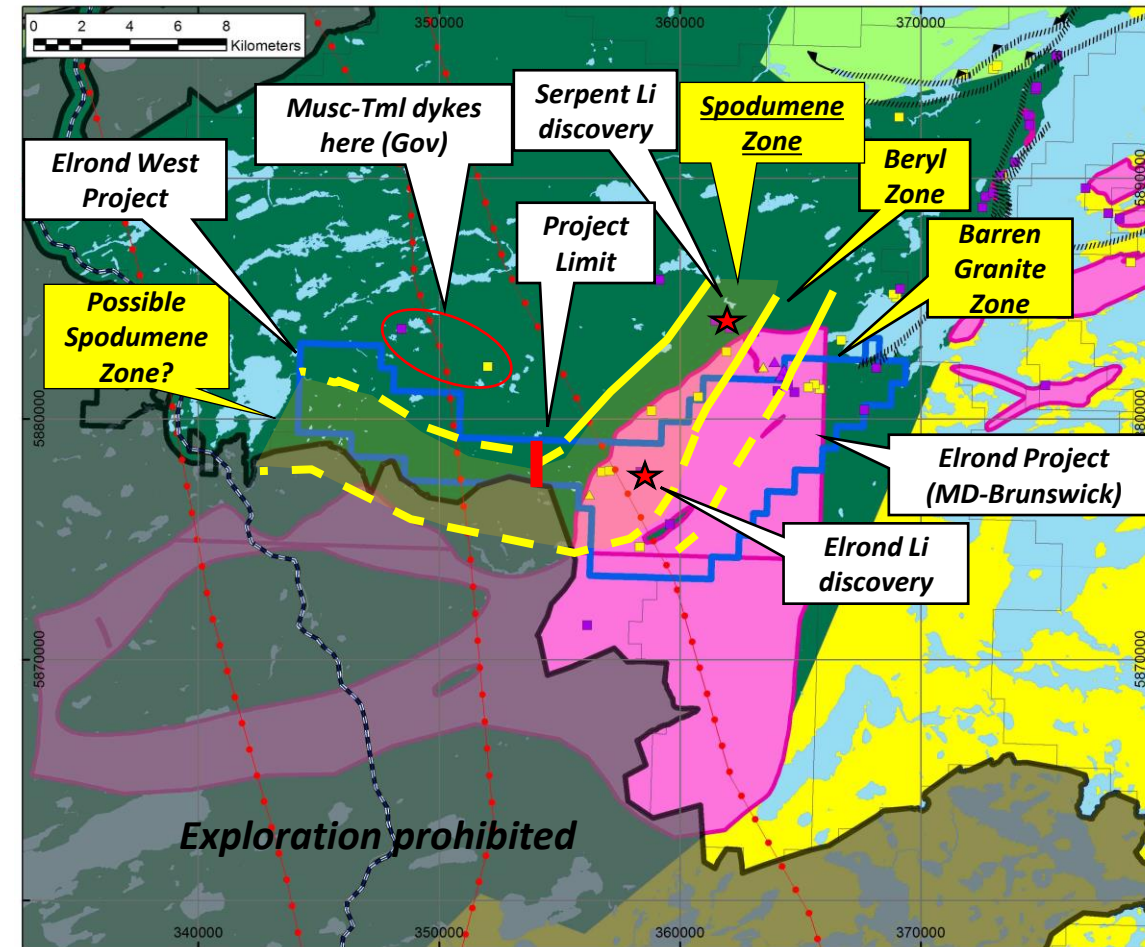 0 2 4 6 8
Kilometers
350000
360000
370000
Musc-Tml dykes
here (Gov)
Serpent Li
discovery
Spodumene
Zone
Elrond West
Project
Beryl
Zone
Project
Limit
Barren
Granite
Zone
5890000
Possible
Spodumene
Zone?
5880000
5880000
Elrond Project
(MD-Brunswick)
Elrond Li
discovery
5870000
5870000
Exploration prohibited
340000
350000
360000
370000